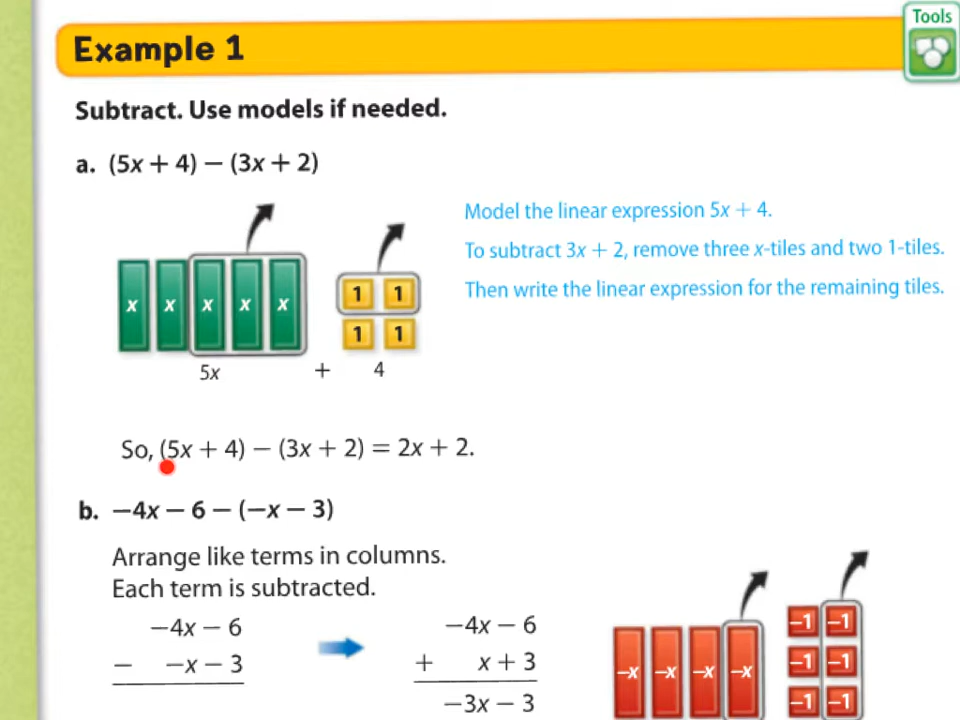 Tools
Example 1
Subtract. Use models if needed.
a. (5x + 4) − (3x + 2)
Model the linear expression 5x + 4.
To subtract 3x + 2, remove three x-tiles and two 1-tiles.
Then write the linear expression for the remaining tiles.
x x x x x
1 1
1 1
5x + 4
So, (5x + 4) − (3x + 2) = 2x + 2.
b. −4x − 6 − (−x − 3)
Arrange like terms in columns.
Each term is subtracted.
−4x − 6
− −x − 3
−4x − 6
+ x + 3
−3x − 3
−x −x −x −x
−1 −1
−1 −1
−1 −1